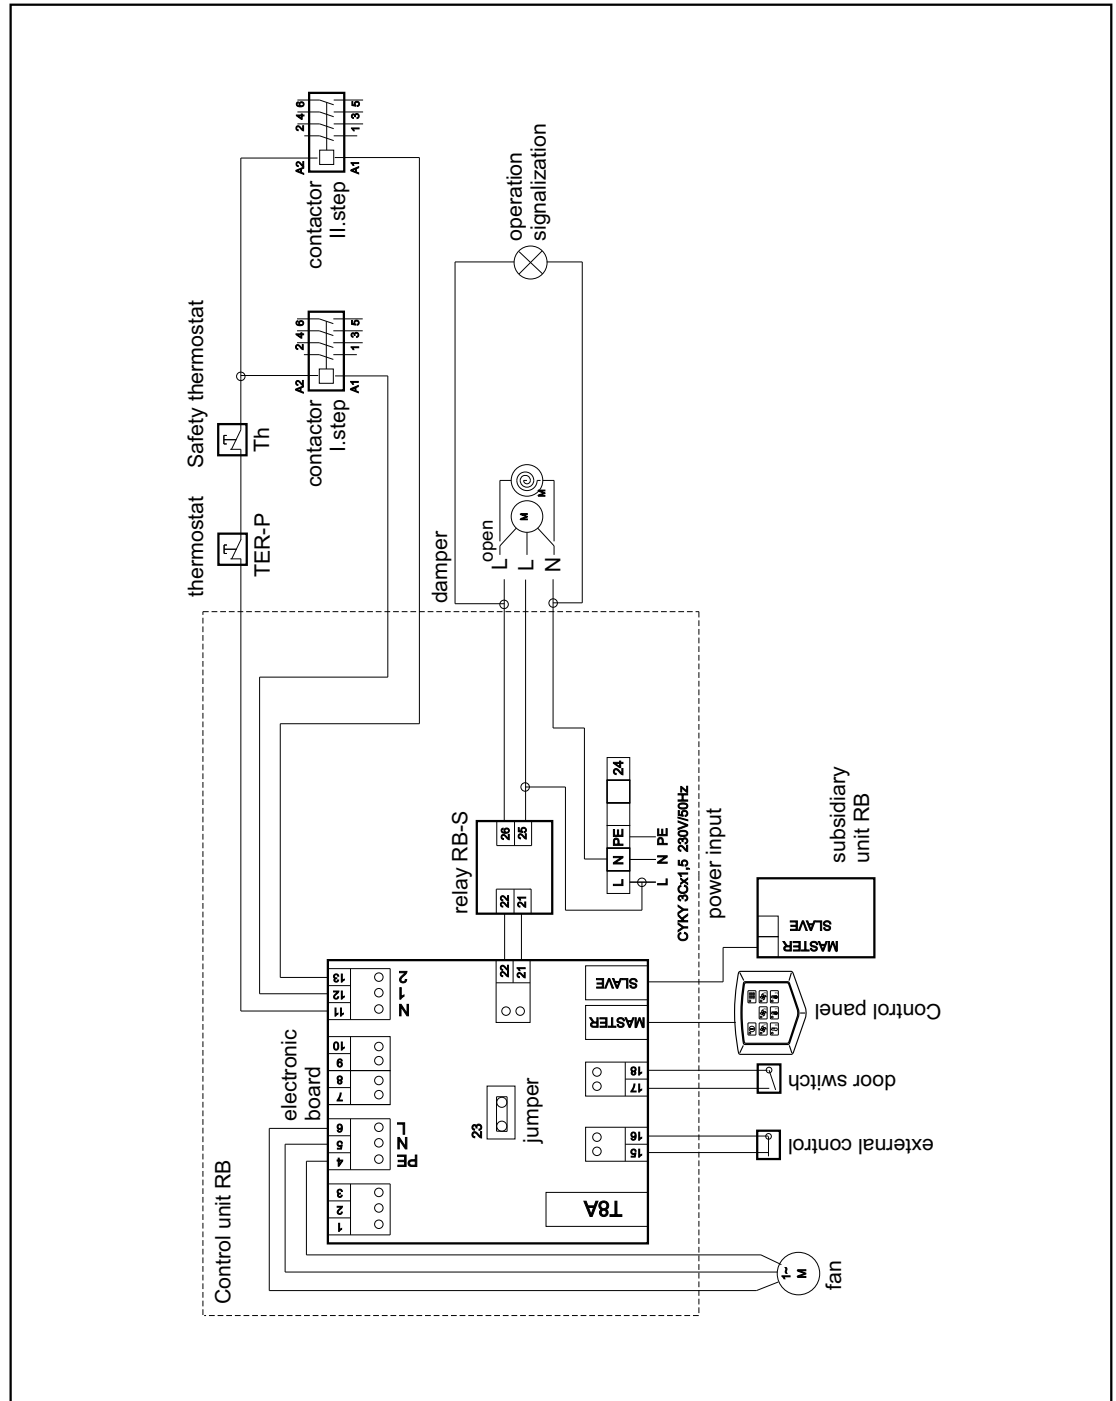 Control unit RB
electronic
board
1 2 3
4 5 6
PE N L
7 8 9 10
11 12 13
N 1 2
thermostat
TER-P
Safety thermostat
Th
contactor
I.step
A2 2 4 6
A1 1 3 5
contactor
II.step
A2 2 4 6
A1 1 3 5
operation
signalization
damper
open
L
L
N
M
M
relay RB-S
22 26
21 25
22
21
L N PE 24
L N PE
CYKY 3Cx1,5 230V/50Hz
power input
23
jumper
T8A
15 16
17 18
MASTER
SLAVE
fan
1~
M
external control
door switch
Control panel
MASTER
SLAVE
subsidiary
unit RB